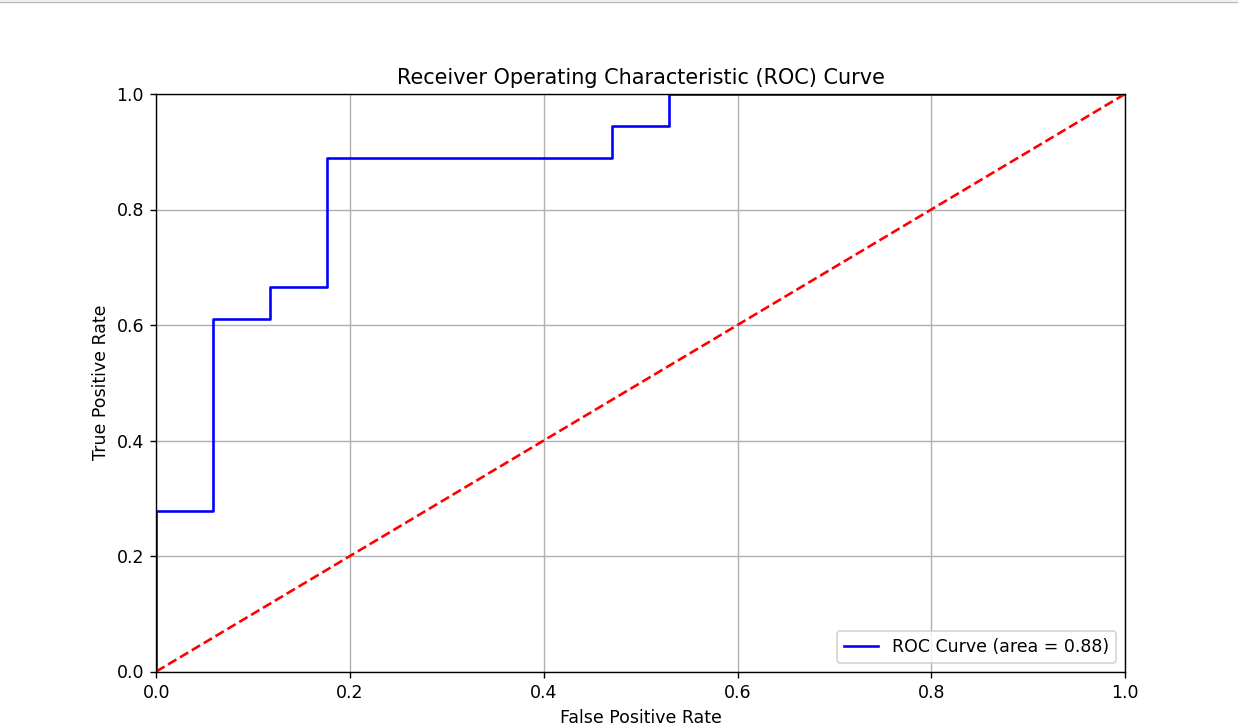 Receiver Operating Characteristic (ROC) Curve
1.0
0.8
0.6
0.4
0.2
0.0
True Positive Rate
ROC Curve (area = 0.88)
0.0 0.2 0.4 0.6 0.8 1.0
False Positive Rate